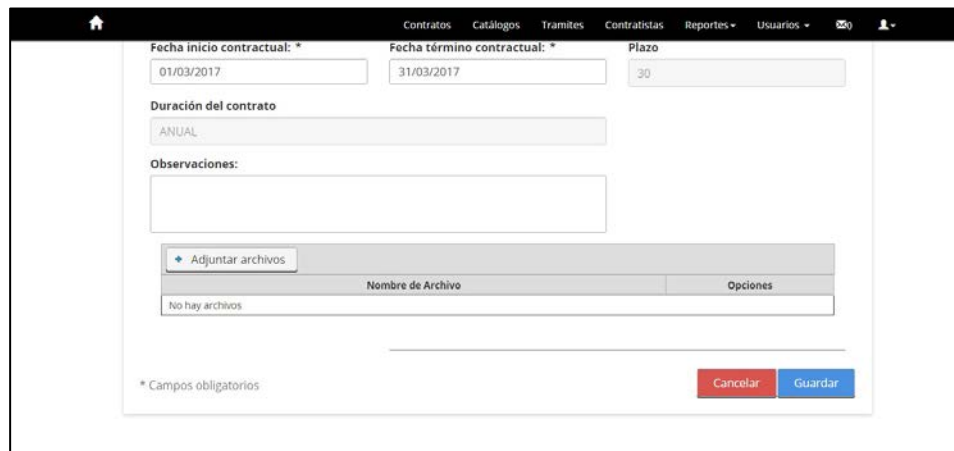 Contratos Catálogos Tramites Contratistas Reportes Usuarios 0
Fecha inicio contractual: * Fecha término contractual: * Plazo
01/03/2017 31/03/2017 30
Duración del contrato
ANUAL
Observaciones:
+ Adjuntar archivos
Nombre de Archivo Opciones
No hay archivos
* Campos obligatorios Cancelar Guardar